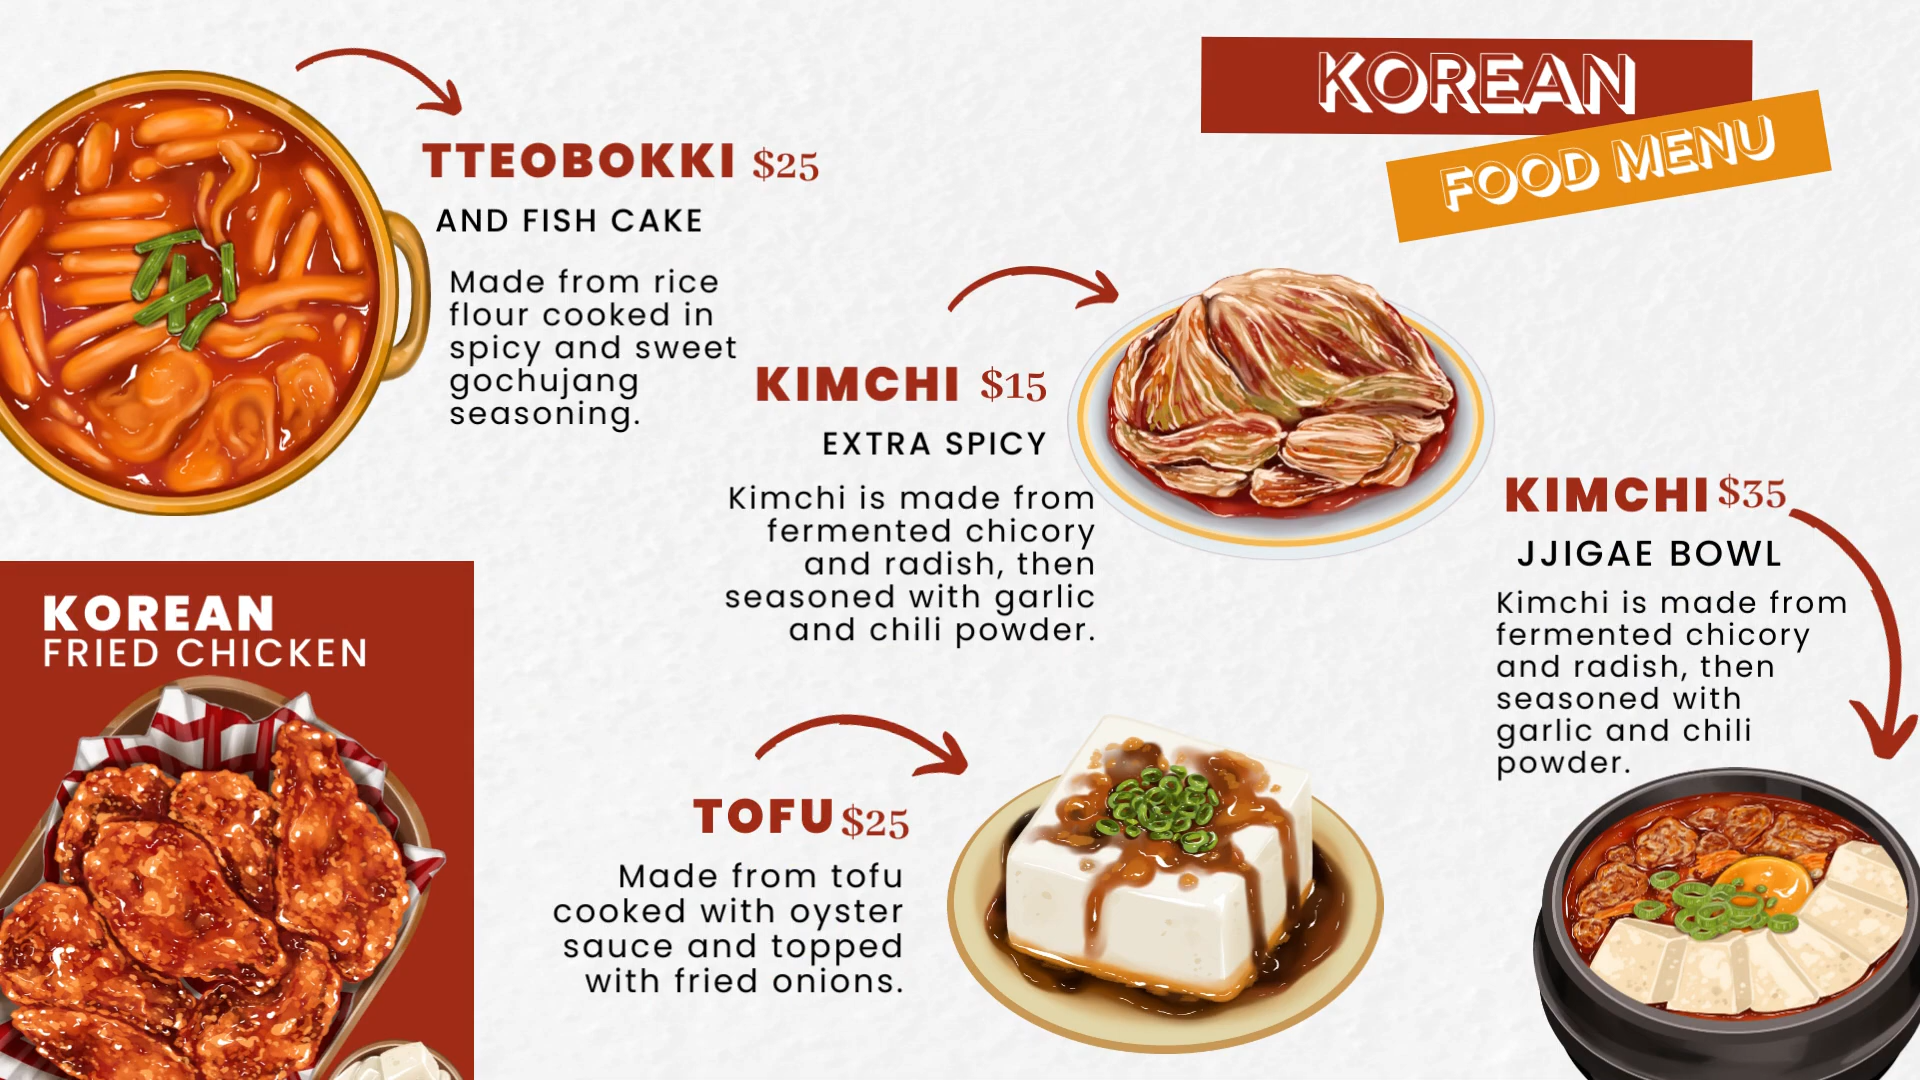 KOREAN
FOOD MENU
TTEOBOKKI $25
AND FISH CAKE
Made from rice
flour cooked in
spicy and sweet
gochujang
seasoning.
KIMCHI $15
EXTRA SPICY
Kimchi is made from
fermented chicory
and radish, then
seasoned with garlic
and chili powder.
KIMCHI $35
JJIGAE BOWL
Kimchi is made from
fermented chicory
and radish, then
seasoned with
garlic and chili
powder.
KOREAN
FRIED CHICKEN
TOFU $25
Made from tofu
cooked with oyster
sauce and topped
with fried onions.